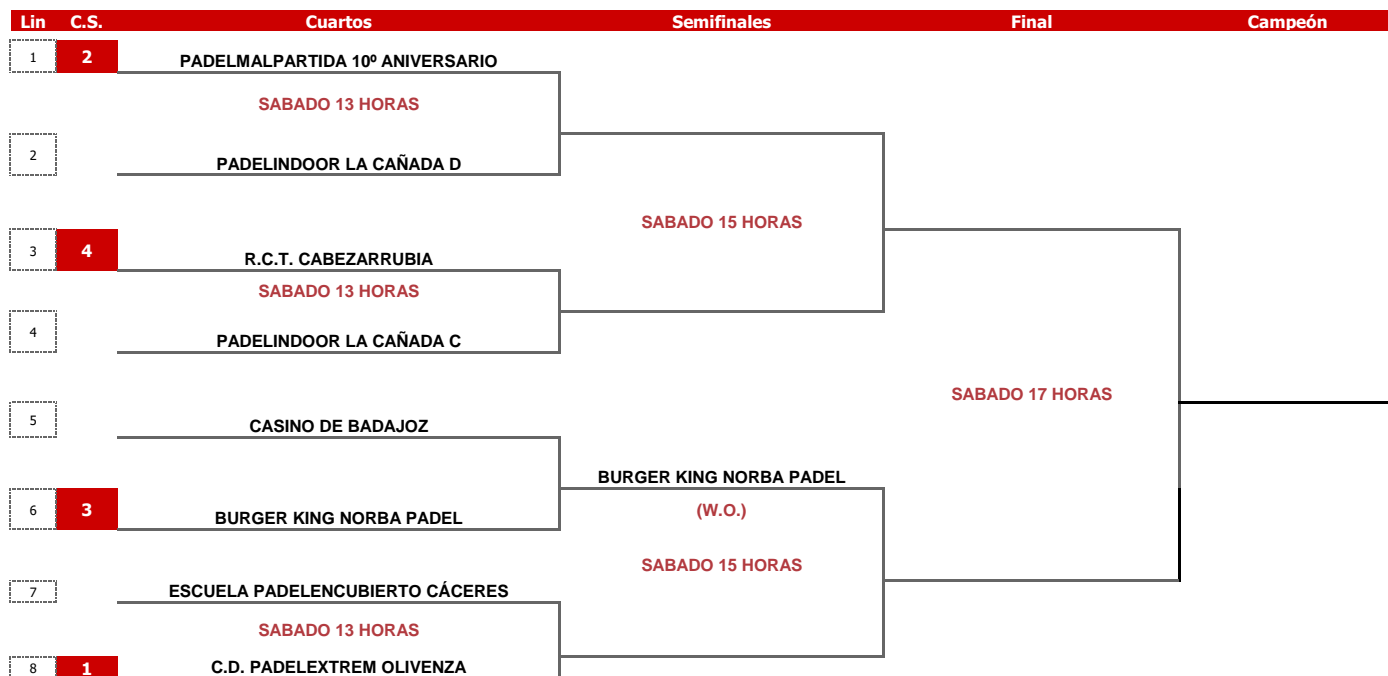 Lin C.S. Cuartos Semifinales Final Campeón
1 2 PADELMALPARTIDA 10º ANIVERSARIO
SABADO 13 HORAS
2 PADELINDOOR LA CAÑADA D
SABADO 15 HORAS
3 4 R.C.T. CABEZARRUBIA
SABADO 13 HORAS
4 PADELINDOOR LA CAÑADA C
SABADO 17 HORAS
5 CASINO DE BADAJOZ
BURGER KING NORBA PADEL
6 3 BURGER KING NORBA PADEL
(W.O.)
SABADO 15 HORAS
7 ESCUELA PADELENCUBIERTO CÁCERES
SABADO 13 HORAS
8 1 C.D. PADELEXTREM OLIVENZA